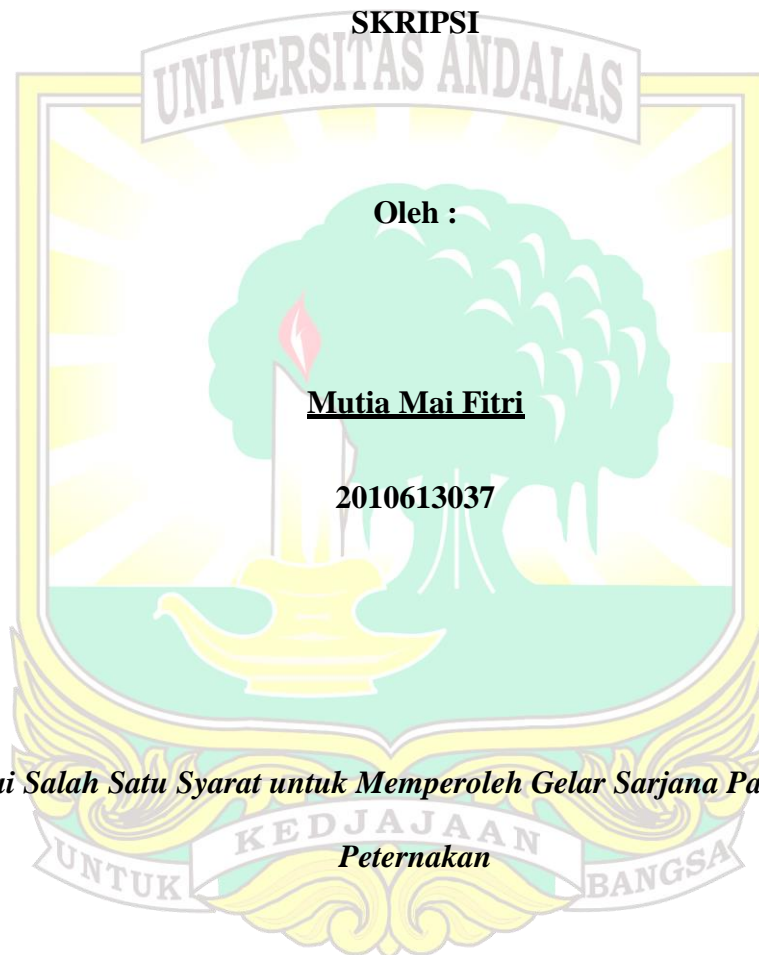 SKRIPSI
UNIVERSITAS ANDALAS
Oleh :
Mutia Mai Fitri
2010613037
Salah Satu Syarat untuk Memperoleh Gelar Sarjana
Peternakan
UNTUK KEDJAJAAN BANGSA